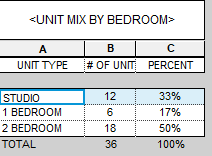 <UNIT MIX BY BEDROOM>
A B C
UNIT TYPE # OF UNIT PERCENT
STUDIO 12 33%
1 BEDROOM 6 17%
2 BEDROOM 18 50%
TOTAL 36 100%